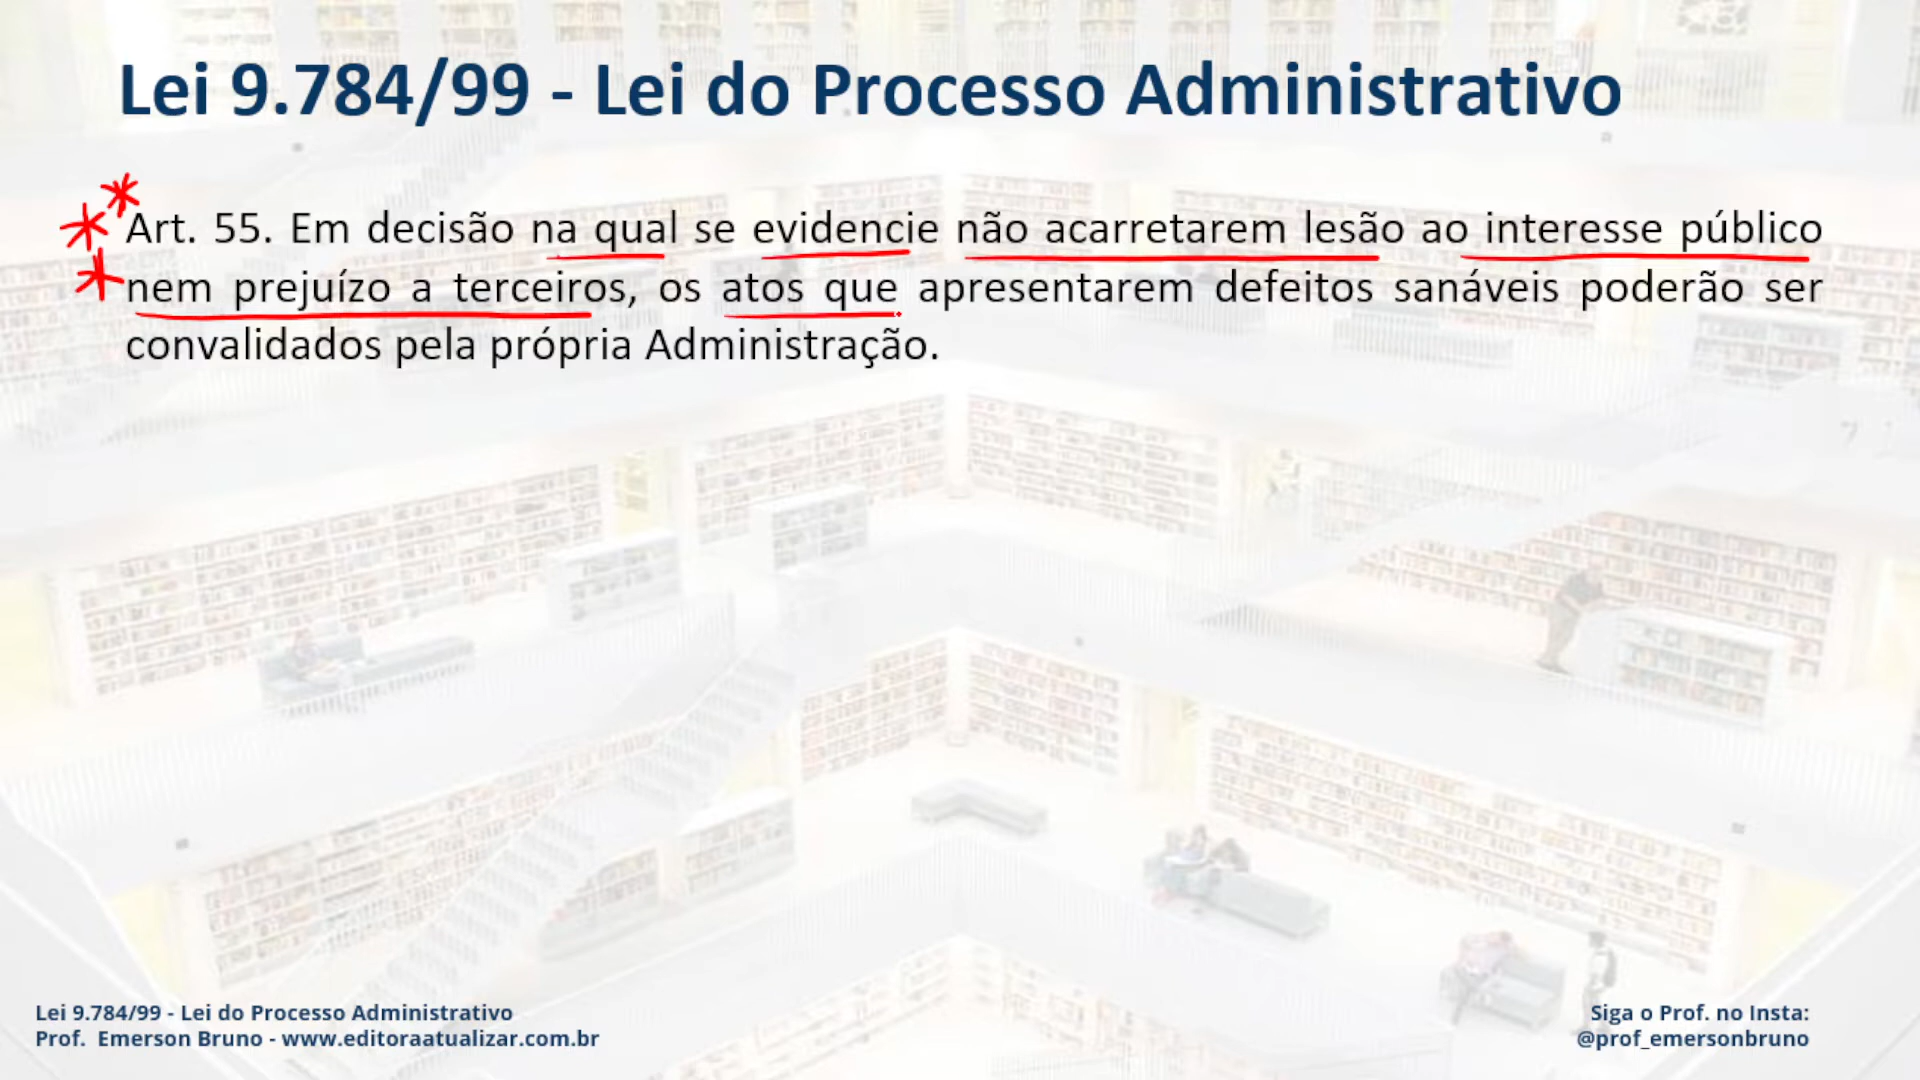 Lei 9.784/99 - Lei do Processo Administrativo
Art. 55. Em decisão na qual se evidencie não acarretarem lesão ao interesse público
nem prejuízo a terceiros, os atos que apresentarem defeitos sanáveis poderão ser
convalidados pela própria Administração.
Lei 9.784/99 - Lei do Processo Administrativo
Prof. Emerson Bruno - www.editoraatualizar.com.br
Siga o Prof. no Insta:
@prof_emersonbruno